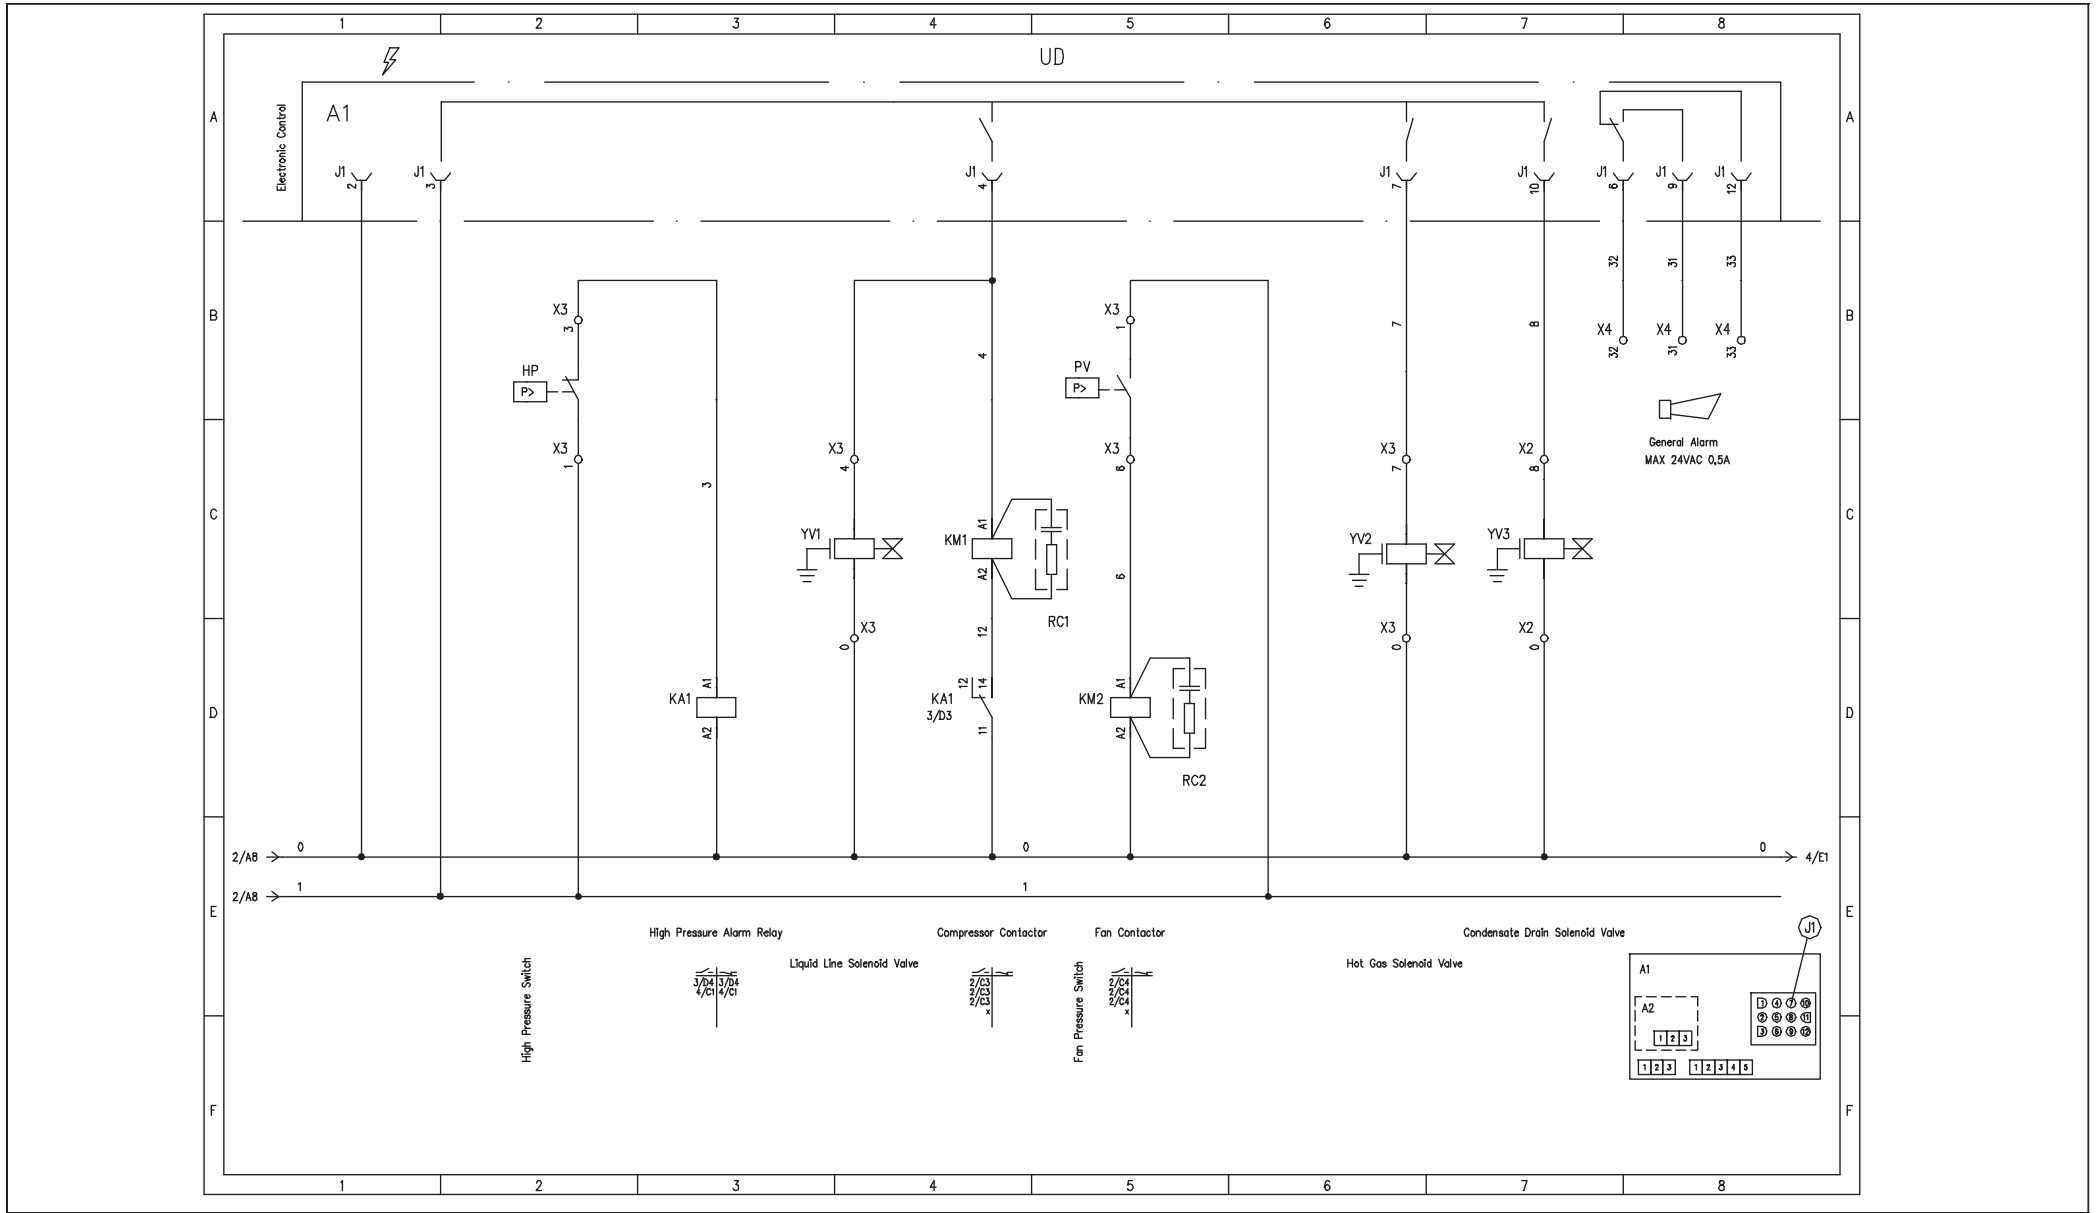 1 2 3 4 5 6 7 8
UD
A A
Electronic Control
A1
J1 J1 J1 J1 J1 J1 J1 J1
2 3 4 7 10 6 9 12
32 31 33
B B
X3 X3
3 1
4 7 8
X4 X4 X4
32 31 33
HP PV
P> P>
General Alarm
MAX 24VAC 0,5A
X3 X3 X3 X3 X2
1 4 6 7 8
3
C C
YV1 KM1 A1 YV2 YV3
A2 6
RC1
12
X3 X3 X2
0 0 0
KA1 A1 KA1 12 14 KM2 A1
3/D3
D D
A2 11 A2
RC2
2/A8 0 0 0 4/E1
2/A8 1 1
E E
High Pressure Alarm Relay Compressor Contactor Fan Contactor Condensate Drain Solenoid Valve
J1
Liquid Line Solenoid Valve Hot Gas Solenoid Valve
High Pressure Switch
Fan Pressure Switch
A1
3/D4 3/D4 2/C3 2/C4
4/C1 4/C1 2/C3 2/C4
2/C3 2/C4
x x
1 4 7 10
A2
2 5 8 11
3 6 9 12
1 2 3
1 2 3 1 2 3 4 5
F F
1 2 3 4 5 6 7 8